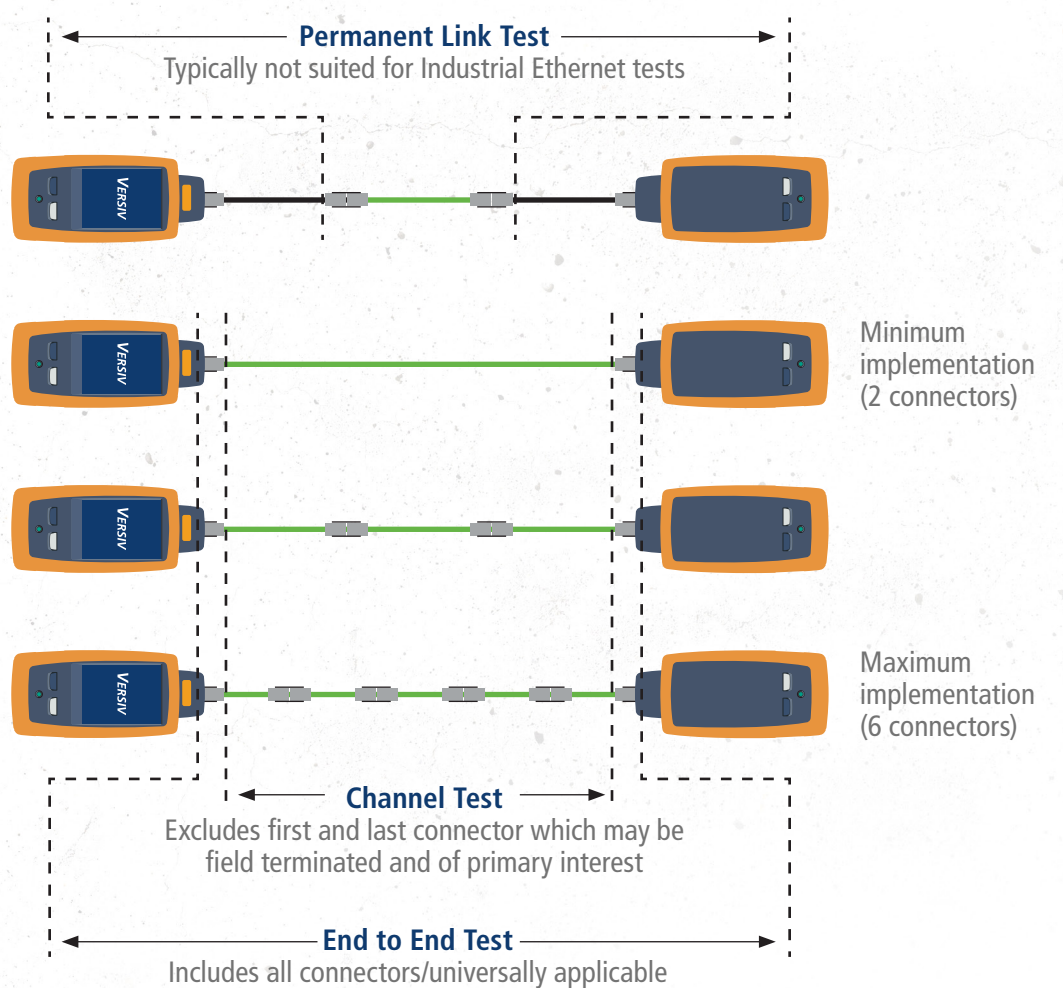 Permanent Link Test
Typically not suited for Industrial Ethernet tests
VERSIV
VERSIV
Minimum
implementation
(2 connectors)
VERSIV
VERSIV
Maximum
implementation
(6 connectors)
Channel Test
Excludes first and last connector which may be
field terminated and of primary interest
End to End Test
Includes all connectors/universally applicable